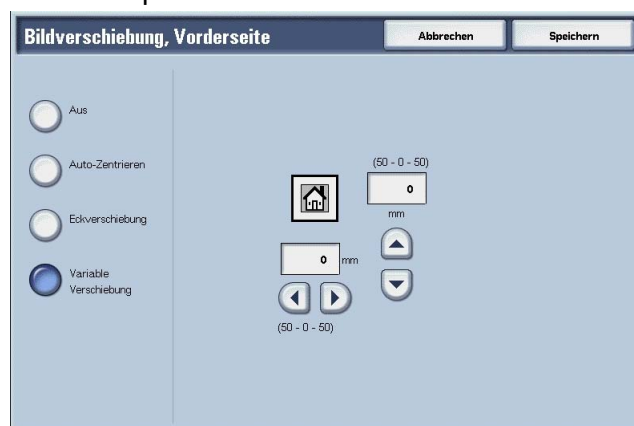 Bildverschiebung, Vorderseite
Abbrechen
Speichern
Aus
Auto-Zentrieren
Eckverschiebung
Variable
Verschiebung
(50 - 0 - 50)
0
mm
0 mm
(50 - 0 - 50)